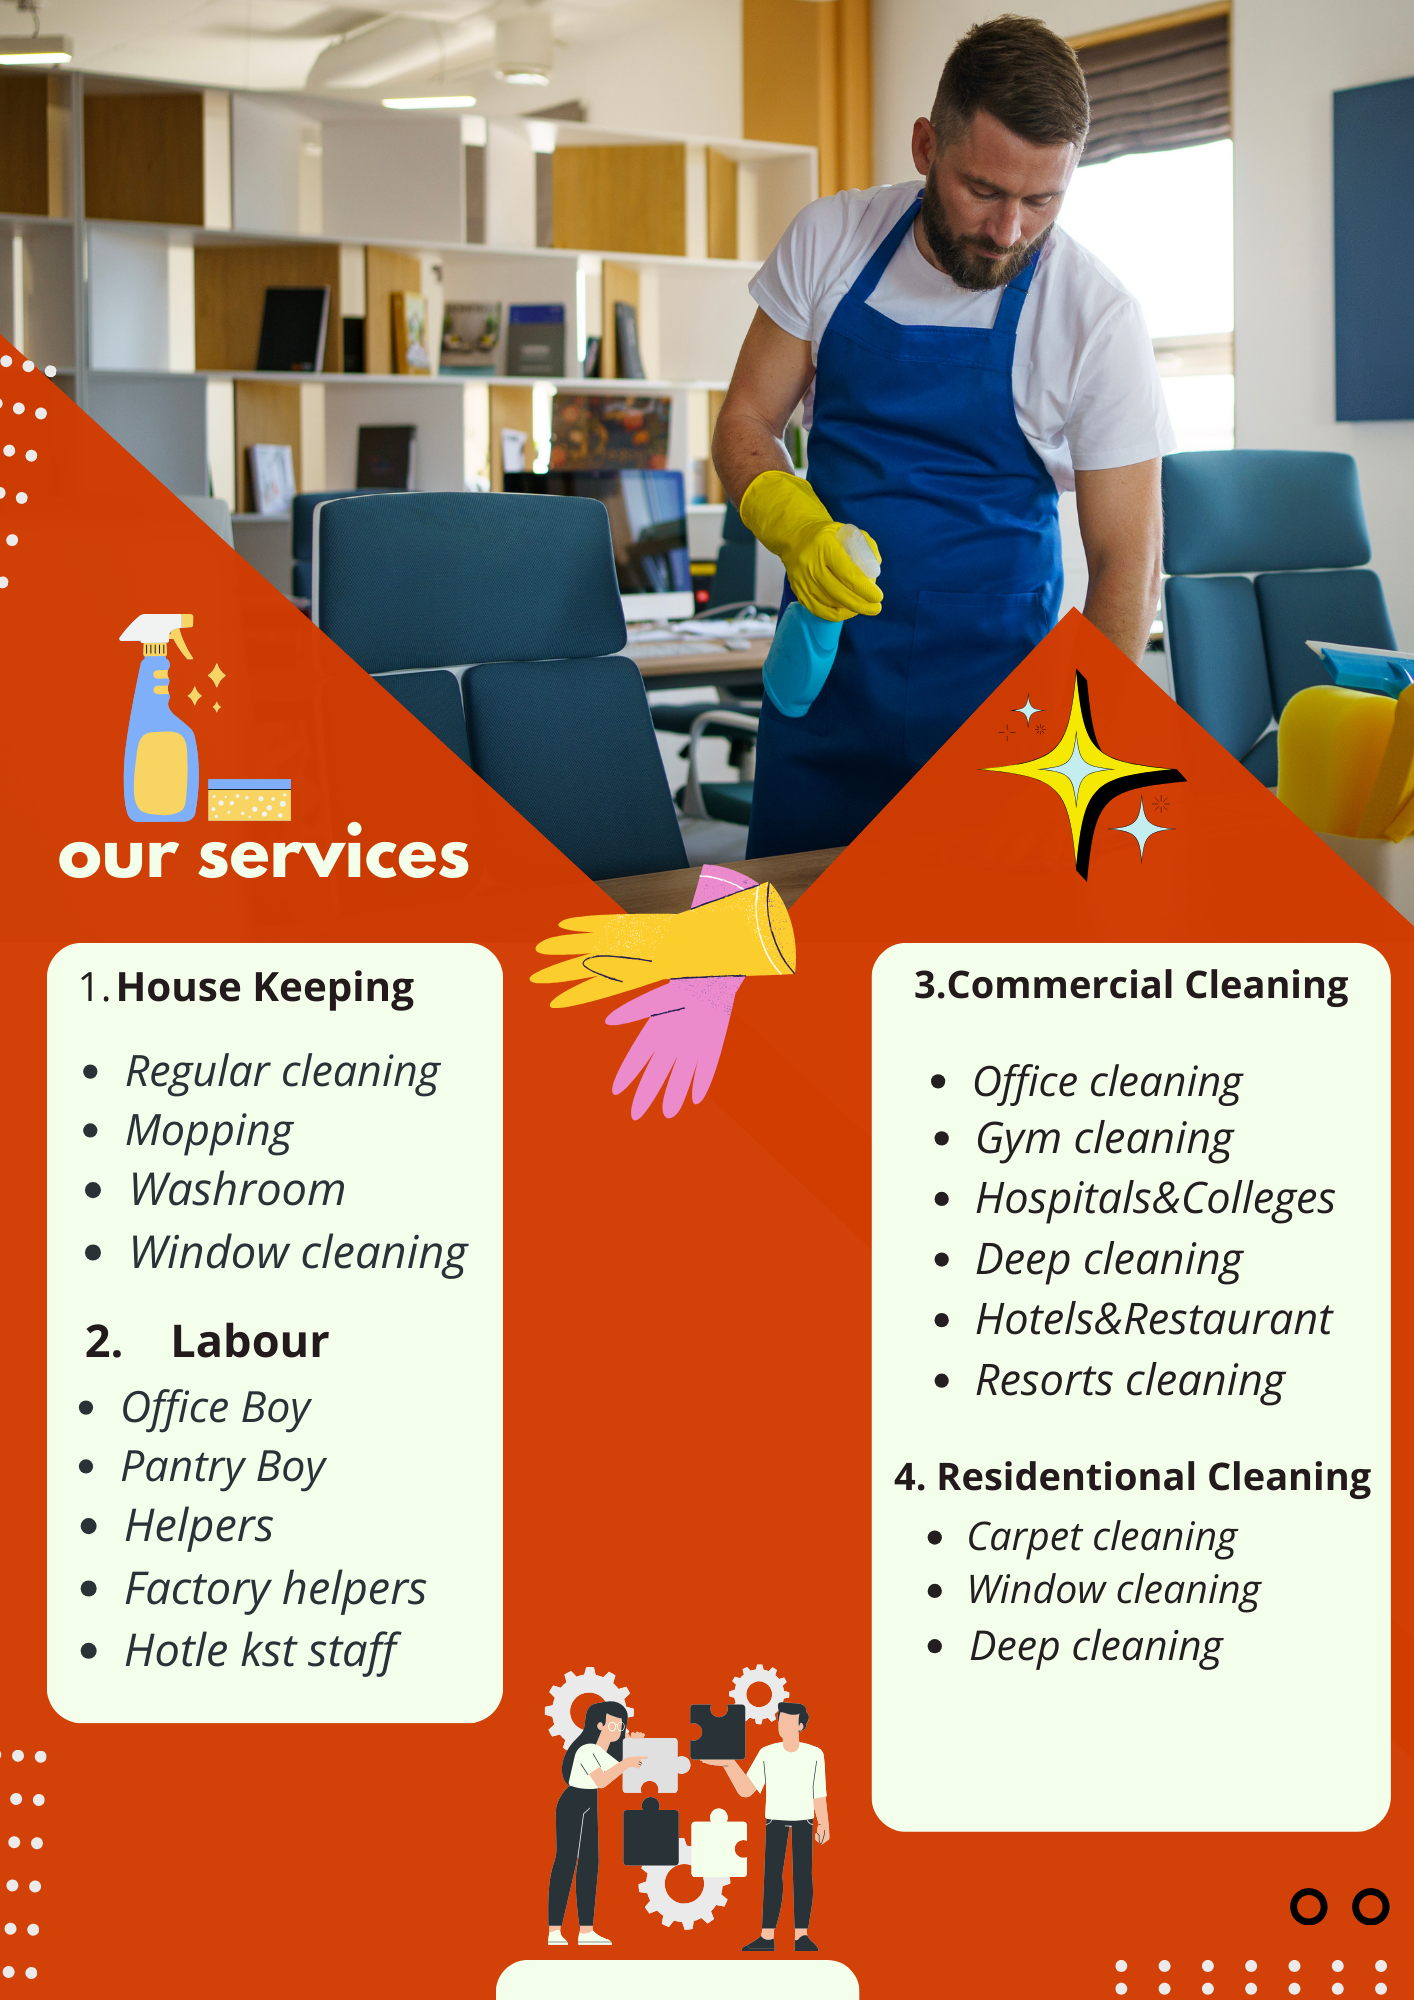 our services
1. House Keeping
• Regular cleaning
• Mopping
• Washroom
• Window cleaning
2. Labour
• Office Boy
• Pantry Boy
• Helpers
• Factory helpers
• Hotle kst staff
3.Commercial Cleaning
• Office cleaning
• Gym cleaning
• Hospitals&Colleges
• Deep cleaning
• Hotels&Restaurant
• Resorts cleaning
4. Residentional Cleaning
• Carpet cleaning
• Window cleaning
• Deep cleaning